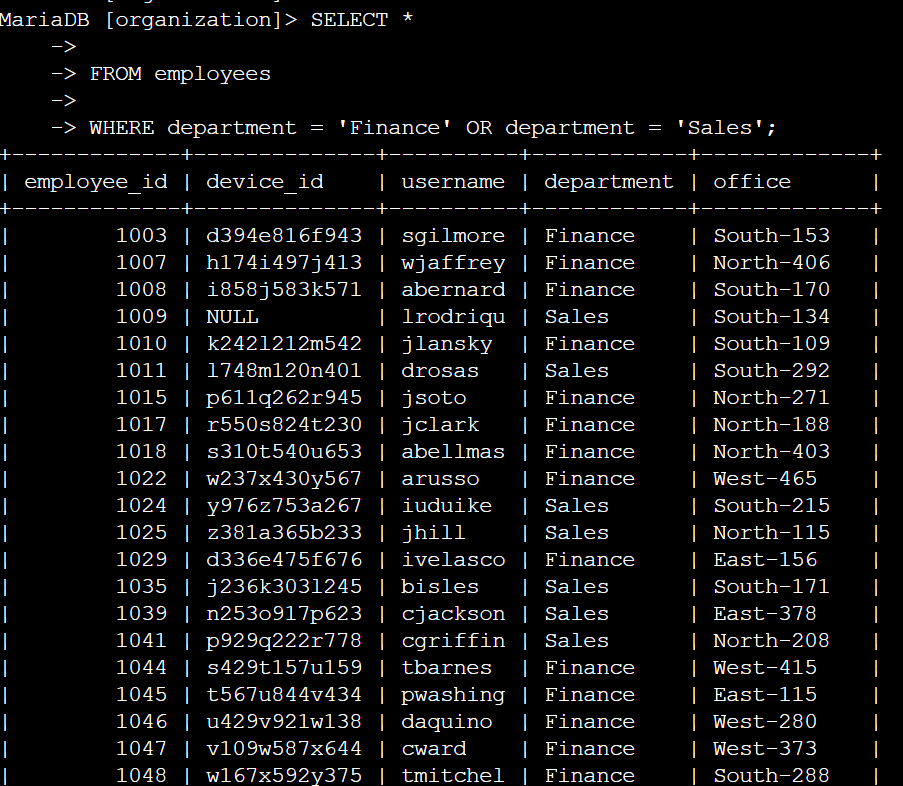 MariaDB [organization]> SELECT *
    ->
    -> FROM employees
    ->
    -> WHERE department = 'Finance' OR department = 'Sales';
+-------------+--------------+----------+------------+-------------+
| employee_id | device_id    | username | department | office      |
+-------------+--------------+----------+------------+-------------+
|        1003 | d394e816f943 | sgilmore | Finance    | South-153   |
|        1007 | h174i497j413 | wjaffrey | Finance    | North-406   |
|        1008 | i858j583k571 | abernard | Finance    | South-170   |
|        1009 | NULL         | lrodriqu | Sales      | South-134   |
|        1010 | k242l212m542 | jlansky  | Finance    | South-109   |
|        1011 | l748m120n401 | drosas   | Sales      | South-292   |
|        1015 | p611q262r945 | jsoto    | Finance    | North-271   |
|        1017 | r550s824t230 | jclark   | Finance    | North-188   |
|        1018 | s310t540u653 | abellmas | Finance    | North-403   |
|        1022 | w237x430y567 | arusso   | Finance    | West-465    |
|        1024 | y976z753a267 | iuduike  | Sales      | South-215   |
|        1025 | z381a365b233 | jhill    | Sales      | North-115   |
|        1029 | d336e475f676 | ivelasco | Finance    | East-156    |
|        1035 | j236k303l245 | bisles   | Sales      | South-171   |
|        1039 | n253o917p623 | cjackson | Sales      | East-378    |
|        1041 | p929q222r778 | cgriffin | Sales      | North-208   |
|        1044 | s429t157u159 | tbarnes  | Finance    | West-415    |
|        1045 | t567u844v434 | pwashing | Finance    | East-115    |
|        1046 | u429v921w138 | daquino  | Finance    | West-280    |
|        1047 | v109w587x644 | cward    | Finance    | West-373    |
|        1048 | w167x592y375 | tmitchel | Finance    | South-288   |